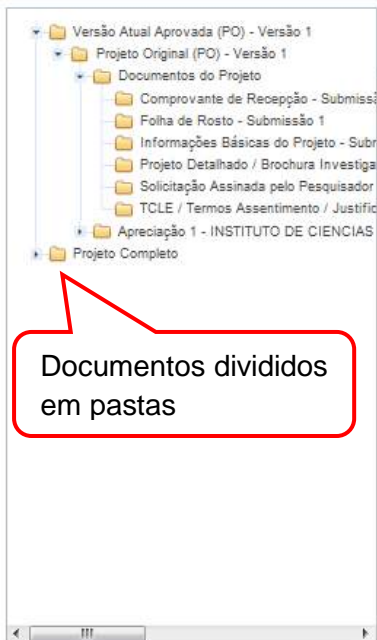 Versão Atual Aprovada (PO) - Versão 1
Projeto Original (PO) - Versão 1
Documentos do Projeto
Comprovante de Recepção - Submissã
Folha de Rosto - Submissão 1
Informações Básicas do Projeto - Subr
Projeto Detalhado / Brochura Investiga
Solicitação Assinada pelo Pesquisador
TCLE / Termos Assentimento / Justific
Apreciação 1 - INSTITUTO DE CIENCIAS
Projeto Completo
Documentos divididos
em pastas